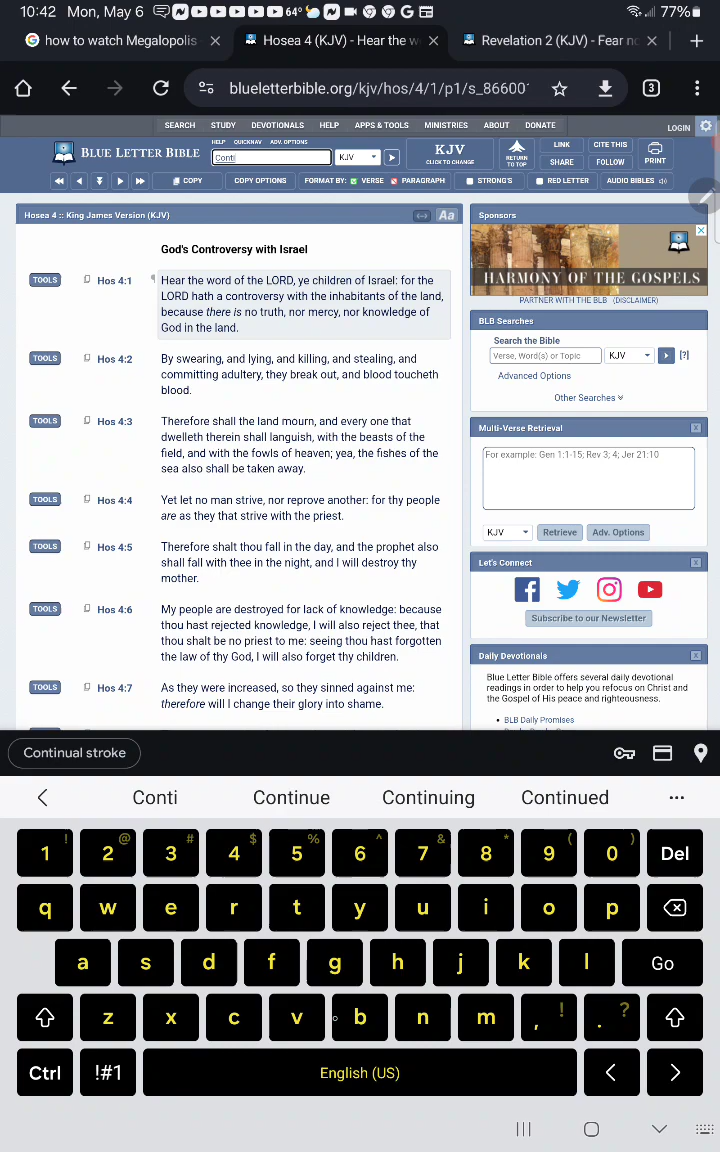 10:42 Mon, May 6 64° 77%
how to watch Megalopolis
Hosea 4 (KJV) - Hear the w
Revelation 2 (KJV) - Fear no
blueletterbible.org/kjv/hos/4/1/p1/s_866001
3
SEARCH STUDY DEVOTIONALS HELP APPS & TOOLS MINISTRIES ABOUT DONATE LOGIN
BLUE LETTER BIBLE
HELP QUICKNAV ADV. OPTIONS
Conti KJV
KJV
CLICK TO CHANGE
RETURN TO TOP
LINK CITE THIS
SHARE FOLLOW
PRINT
COPY COPY OPTIONS FORMAT BY: VERSE PARAGRAPH STRONG'S RED LETTER AUDIO BIBLES
Hosea 4 :: King James Version (KJV)
Aa
God's Controversy with Israel
TOOLS Hos 4:1 Hear the word of the LORD, ye children of Israel: for the
LORD hath a controversy with the inhabitants of the land,
because there is no truth, nor mercy, nor knowledge of
God in the land.
TOOLS Hos 4:2 By swearing, and lying, and killing, and stealing, and
committing adultery, they break out, and blood toucheth
blood.
TOOLS Hos 4:3 Therefore shall the land mourn, and every one that
dwelleth therein shall languish, with the beasts of the
field, and with the fowls of heaven; yea, the fishes of the
sea also shall be taken away.
TOOLS Hos 4:4 Yet let no man strive, nor reprove another: for thy people
are as they that strive with the priest.
TOOLS Hos 4:5 Therefore shalt thou fall in the day, and the prophet also
shall fall with thee in the night, and I will destroy thy
mother.
TOOLS Hos 4:6 My people are destroyed for lack of knowledge: because
thou hast rejected knowledge, I will also reject thee, that
thou shalt be no priest to me: seeing thou hast forgotten
the law of thy God, I will also forget thy children.
TOOLS Hos 4:7 As they were increased, so they sinned against me:
therefore will I change their glory into shame.
Sponsors
HARMONY OF THE GOSPELS
PARTNER WITH THE BLB (DISCLAIMER)
BLB Searches
Search the Bible
Verse, Word(s) or Topic KJV [?]
Advanced Options
Other Searches
Multi-Verse Retrieval
For example: Gen 1:1-15; Rev 3; 4; Jer 21:10
KJV Retrieve Adv. Options
Let's Connect
Subscribe to our Newsletter
Daily Devotionals
Blue Letter Bible offers several daily devotional
readings in order to help you refocus on Christ and
the Gospel of His peace and righteousness.
BLB Daily Promises
Continual stroke
Conti Continue Continuing Continued
1 ! 2 @ 3 # 4 $ 5 % 6 ^ 7 & 8 * 9 ( 0 ) Del
q w e r t y u i o p
a s d f g h j k l Go
z x c v b n m , ! . ?
Ctrl !#1 English (US) < >